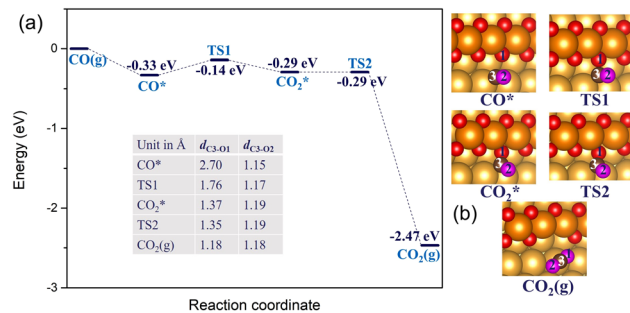 (a)
0
-1
-2
-3
Energy (eV)
Reaction coordinate
CO(g)
-0.33 eV
CO*
TS1
-0.14 eV
-0.29 eV
CO₂*
TS2
-0.29 eV
-2.47 eV
CO₂(g)
Unit in Å d_C3-O1 d_C3-O2
CO* 2.70 1.15
TS1 1.76 1.17
CO₂* 1.37 1.19
TS2 1.35 1.19
CO₂(g) 1.18 1.18
1
3 2
CO*
1
3 2
TS1
1
3
2
CO₂*
1
3
2
TS2
(b)
1
3
2
CO₂(g)